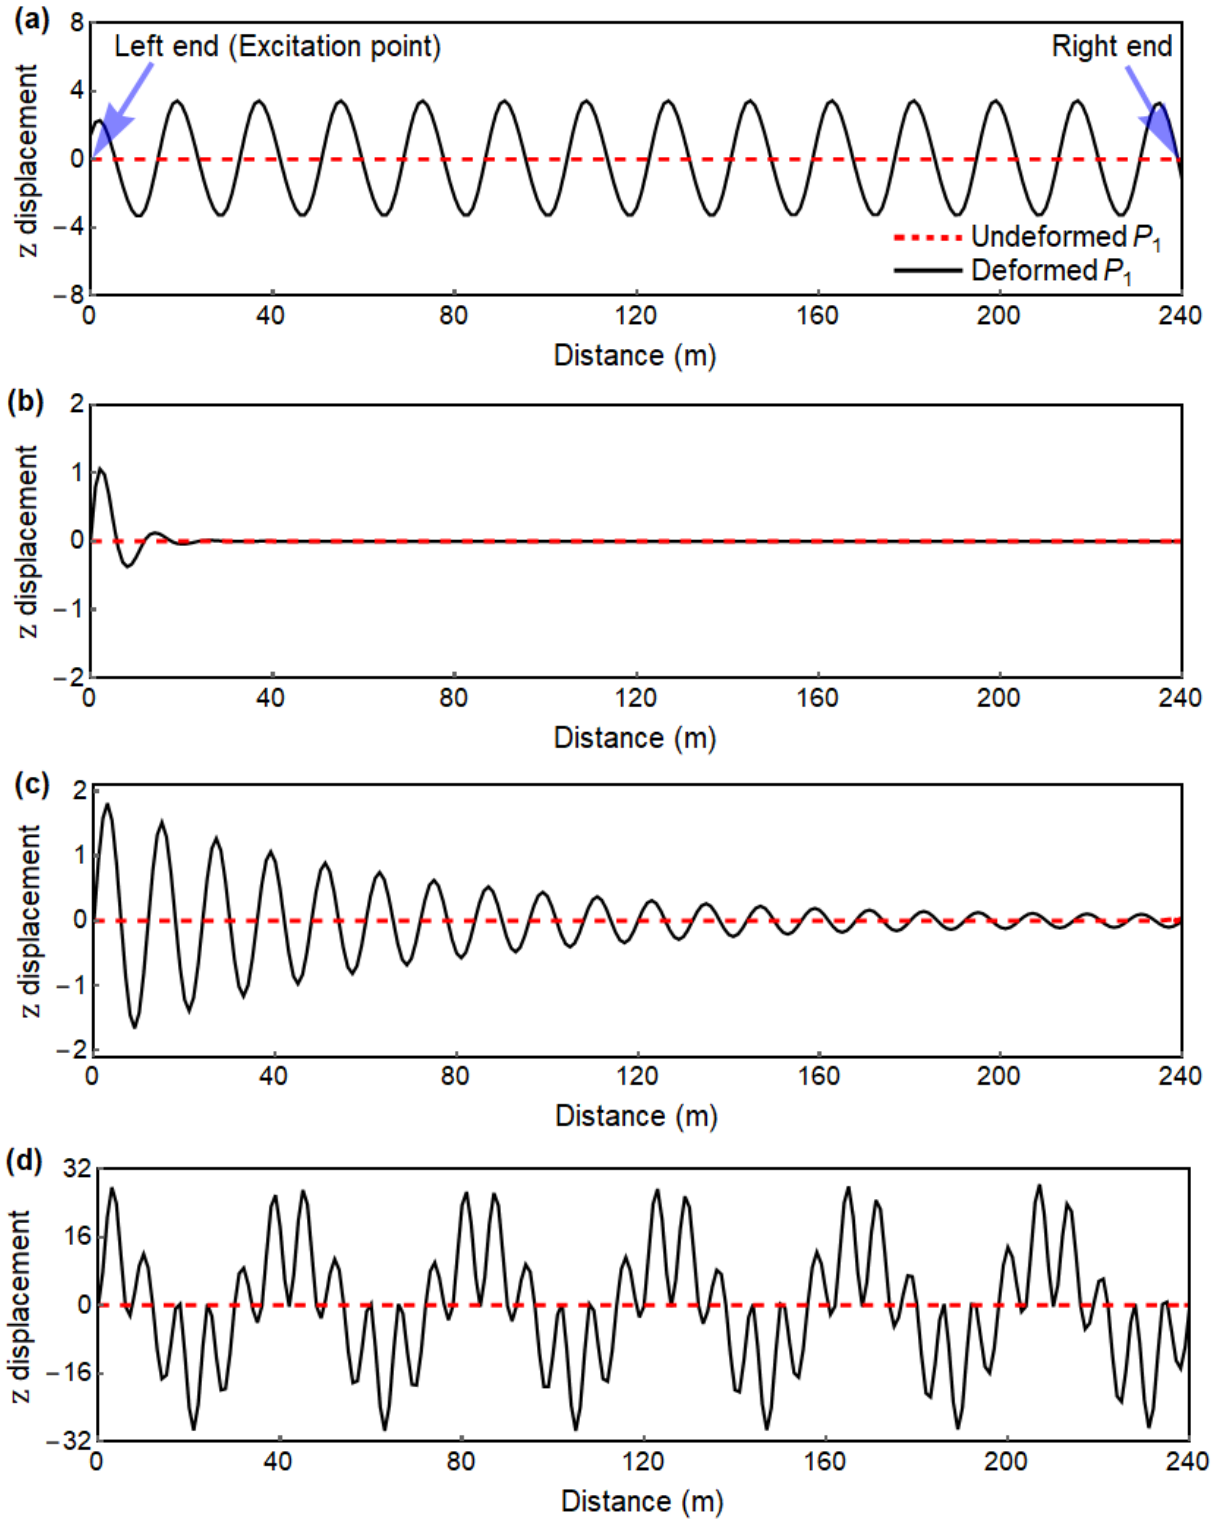 (a)
8
4
0
−4
−8
z displacement
Left end (Excitation point)
Right end
Undeformed P1
Deformed P1
0 40 80 120 160 200 240
Distance (m)
(b)
2
1
0
−1
−2
z displacement
0 40 80 120 160 200 240
Distance (m)
(c)
2
1
0
−1
−2
z displacement
0 40 80 120 160 200 240
Distance (m)
(d)
32
16
0
−16
−32
z displacement
0 40 80 120 160 200 240
Distance (m)